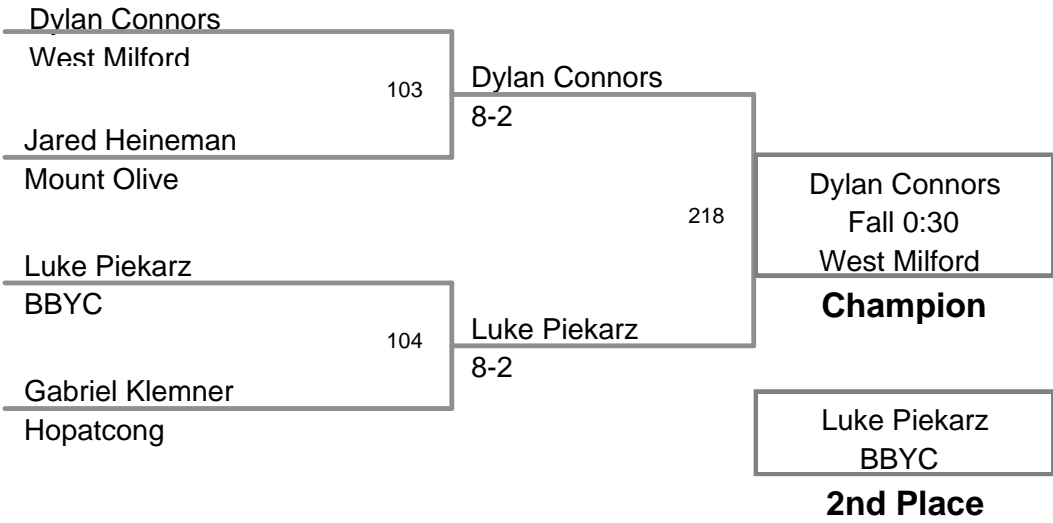 Dylan Connors
West Milford
103
Dylan Connors
8-2
Jared Heineman
Mount Olive
218
Dylan Connors
Fall 0:30
West Milford
Champion
Luke Piekarz
BBYC
104
Luke Piekarz
8-2
Gabriel Klemner
Hopatcong
Luke Piekarz
BBYC
2nd Place